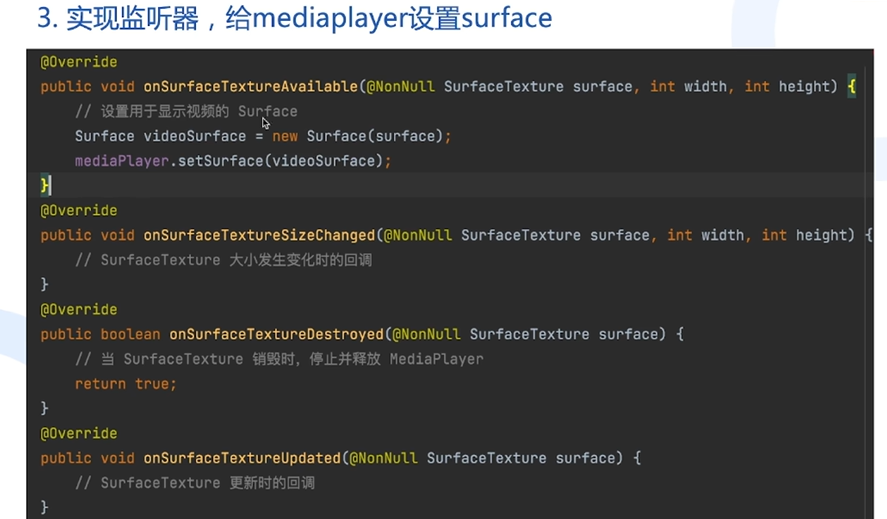 3. 实现监听器，给mediaplayer设置surface
@Override
public void onSurfaceTextureAvailable(@NonNull SurfaceTexture surface, int width, int height) {
// 设置用于显示视频的 Surface
Surface videoSurface = new Surface(surface);
mediaPlayer.setSurface(videoSurface);
}
@Override
public void onSurfaceTextureSizeChanged(@NonNull SurfaceTexture surface, int width, int height) {
// SurfaceTexture 大小发生变化时的回调
}
@Override
public boolean onSurfaceTextureDestroyed(@NonNull SurfaceTexture surface) {
// 当 SurfaceTexture 销毁时，停止并释放 MediaPlayer
return true;
}
@Override
public void onSurfaceTextureUpdated(@NonNull SurfaceTexture surface) {
// SurfaceTexture 更新时的回调
}